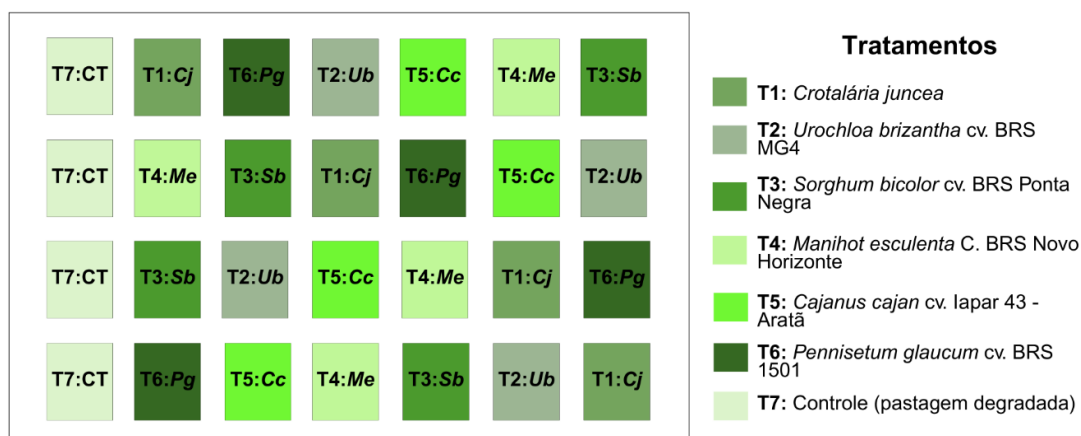 T7:CT T1:Cj T6:Pg T2:Ub T5:Cc T4:Me T3:Sb
T7:CT T4:Me T3:Sb T1:Cj T6:Pg T5:Cc T2:Ub
T7:CT T3:Sb T2:Ub T5:Cc T4:Me T1:Cj T6:Pg
T7:CT T6:Pg T5:Cc T4:Me T3:Sb T2:Ub T1:Cj
Tratamentos
T1: Crotalária juncea
T2: Urochloa brizantha cv. BRS
MG4
T3: Sorghum bicolor cv. BRS Ponta
Negra
T4: Manihot esculenta C. BRS Novo
Horizonte
T5: Cajanus cajan cv. Iapar 43 -
Aratã
T6: Pennisetum glaucum cv. BRS
1501
T7: Controle (pastagem degradada)